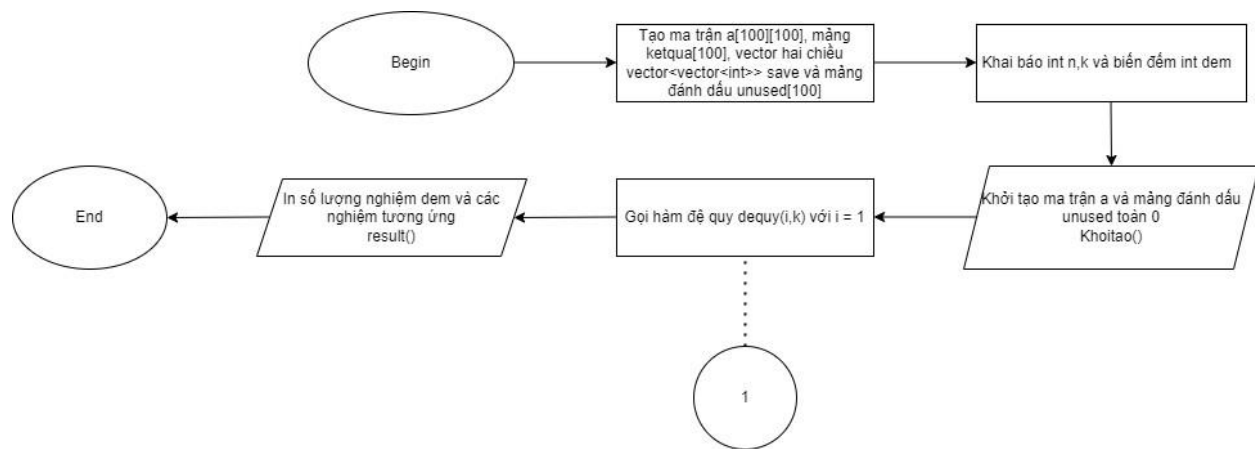 Begin
Tạo ma trận a[100][100], mảng
ketqua[100], vector hai chiều
vector<vector<int>> save và mảng
đánh dấu unused[100]
Khai báo int n,k và biến đếm int dem
Khởi tạo ma trận a và mảng đánh dấu
unused toàn 0
Khoitao()
Gọi hàm đệ quy dequy(i,k) với i = 1
In số lượng nghiệm dem và các
nghiệm tương ứng
result()
End
1